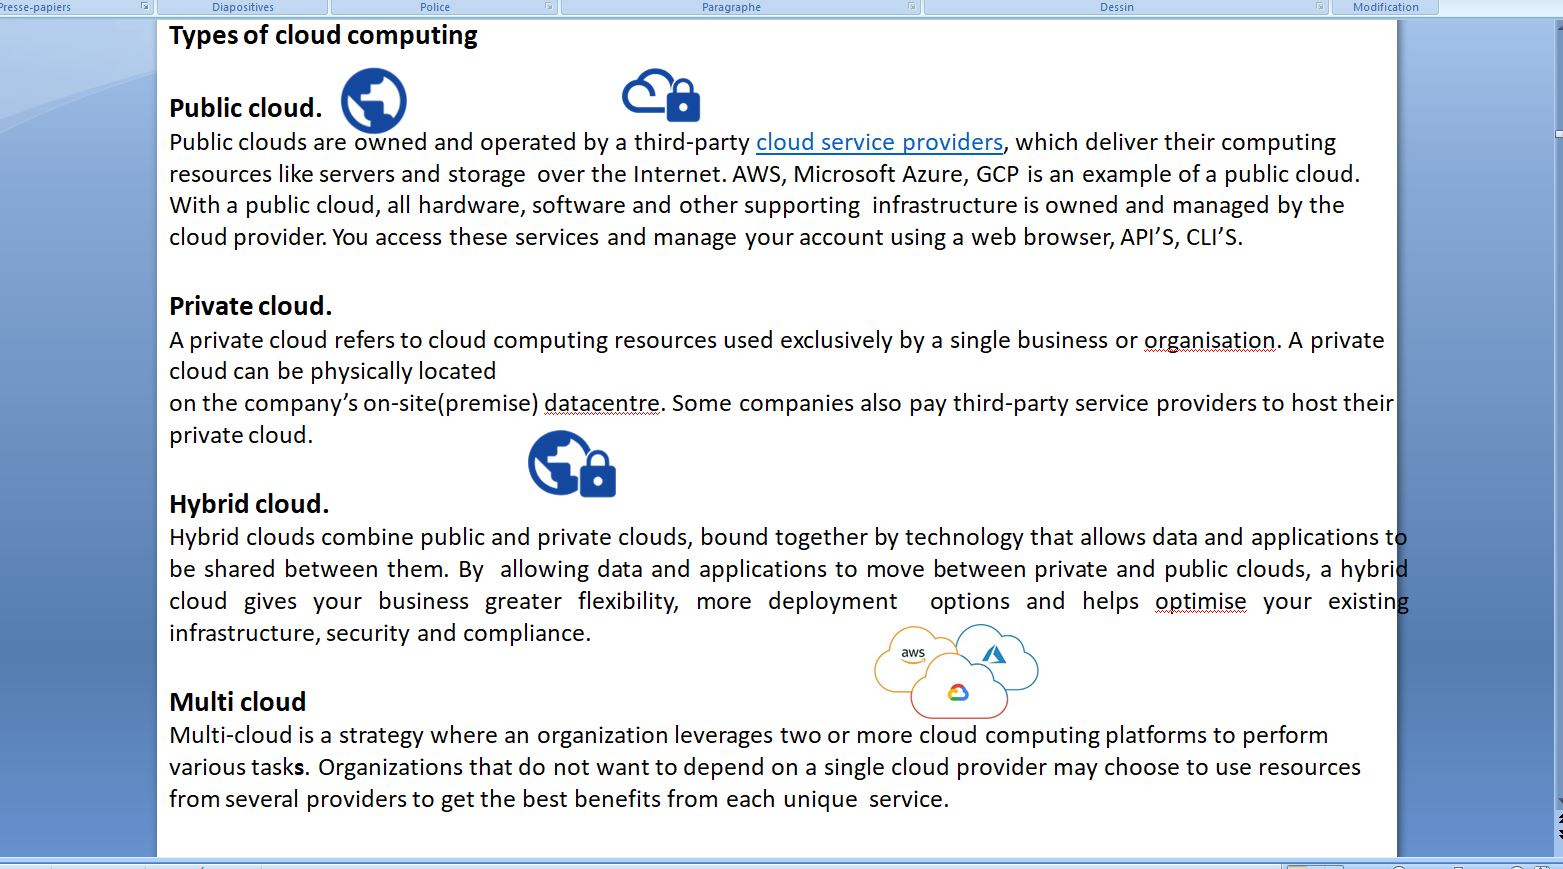 Presse-papiers Diapositives Police Paragraphe Dessin Modification
Types of cloud computing
Public cloud.
Public clouds are owned and operated by a third-party cloud service providers, which deliver their computing
resources like servers and storage  over the Internet. AWS, Microsoft Azure, GCP is an example of a public cloud.
With a public cloud, all hardware, software and other supporting  infrastructure is owned and managed by the
cloud provider. You access these services and manage your account using a web browser, API’S, CLI’S.
Private cloud.
A private cloud refers to cloud computing resources used exclusively by a single business or organisation. A private
cloud can be physically located
on the company’s on-site(premise) datacentre. Some companies also pay third-party service providers to host their
private cloud.
Hybrid cloud.
Hybrid clouds combine public and private clouds, bound together by technology that allows data and applications to
be shared between them. By  allowing data and applications to move between private and public clouds, a hybrid
cloud gives your business greater flexibility, more deployment  options and helps optimise your existing
infrastructure, security and compliance.
aws
Multi cloud
Multi-cloud is a strategy where an organization leverages two or more cloud computing platforms to perform
various tasks. Organizations that do not want to depend on a single cloud provider may choose to use resources
from several providers to get the best benefits from each unique  service.